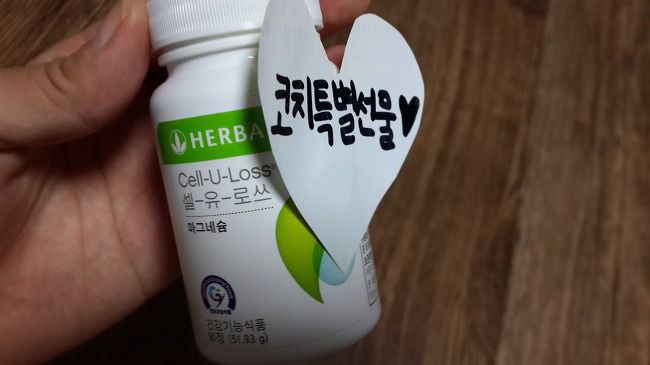 코치특별선물♥
HERBA
Cell-U-Loss
셀-유-로쓰
마그네슘
건강기능식품
90정 (51.93 g)